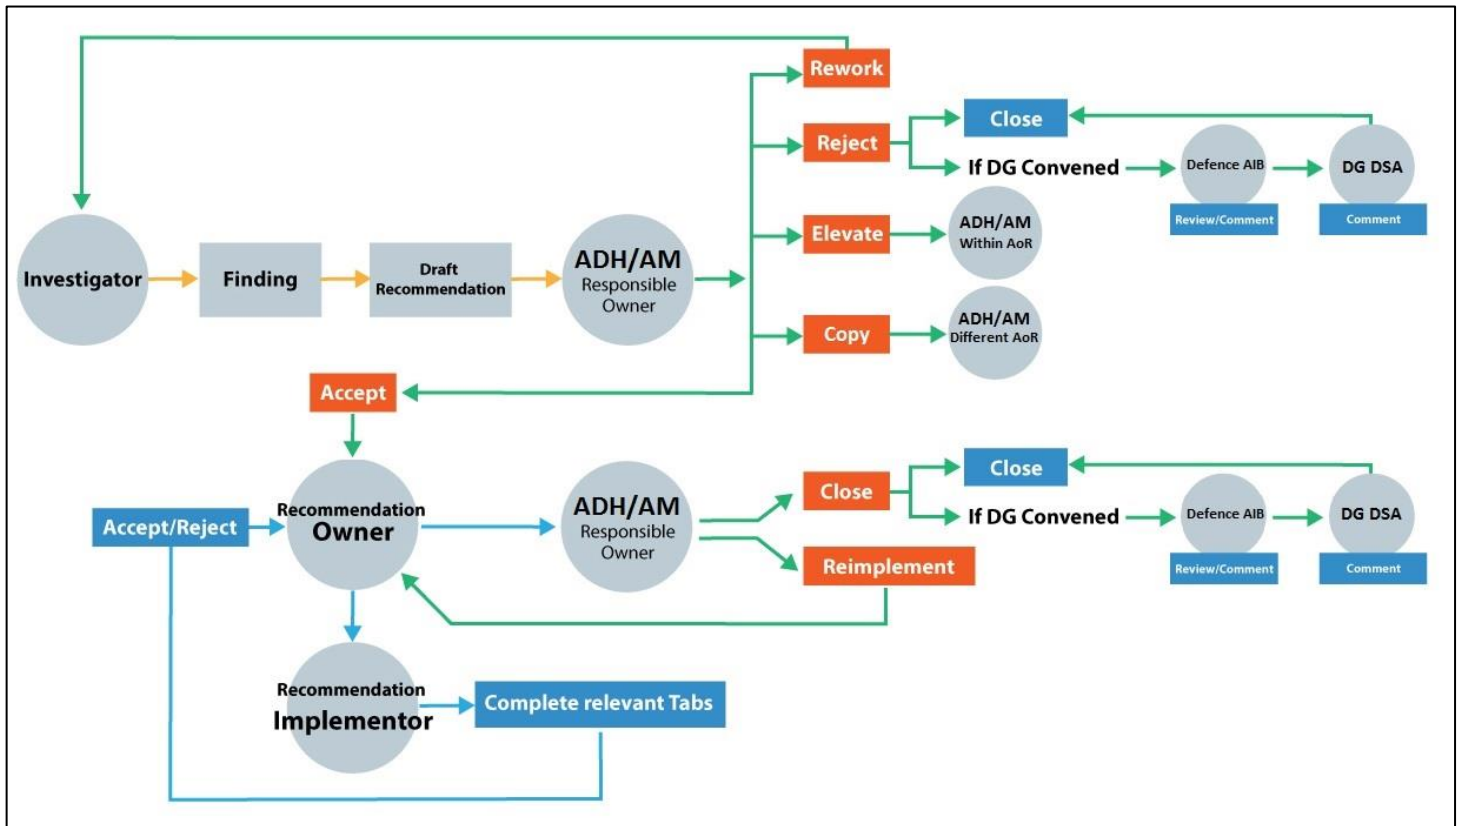 Rework
Close
Reject
If DG Convened
Defence AIB
Review/Comment
DG DSA
Comment
Elevate
ADH/AM
Within AoR
Investigator
Finding
Draft
Recommendation
ADH/AM
Responsible
Owner
Copy
ADH/AM
Different AoR
Accept
Accept/Reject
Recommendation
Owner
ADH/AM
Responsible
Owner
Close
Close
If DG Convened
Defence AIB
Review/Comment
DG DSA
Comment
Reimplement
Recommendation
Implementor
Complete relevant Tabs